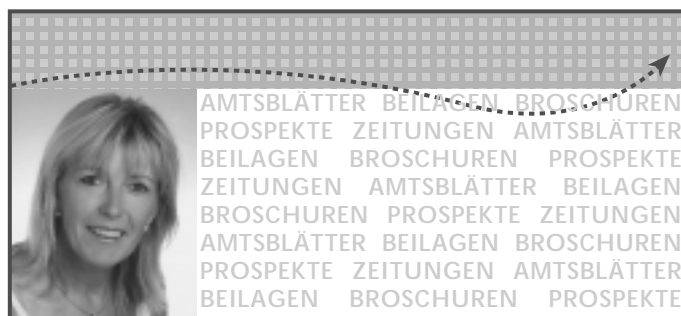 AMTSBLÄTTER BEILAGEN BROSCHUREN
PROSPEKTE ZEITUNGEN AMTSBLÄTTER
BEILAGEN BROSCHUREN PROSPEKTE
ZEITUNGEN AMTSBLÄTTER BEILAGEN
BROSCHUREN PROSPEKTE ZEITUNGEN
AMTSBLÄTTER BEILAGEN BROSCHUREN
PROSPEKTE ZEITUNGEN AMTSBLÄTTER
BEILAGEN BROSCHUREN PROSPEKTE